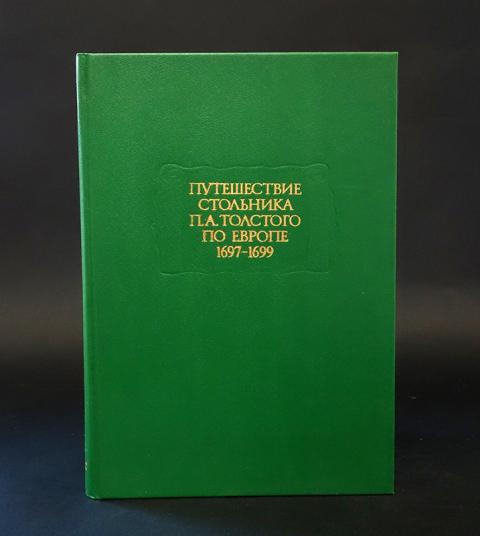 ПУТЕШЕСТВИЕ
СТОЛЬНИКА
П.А.ТОЛСТОГО
ПО ЕВРОПЕ
1697-1699